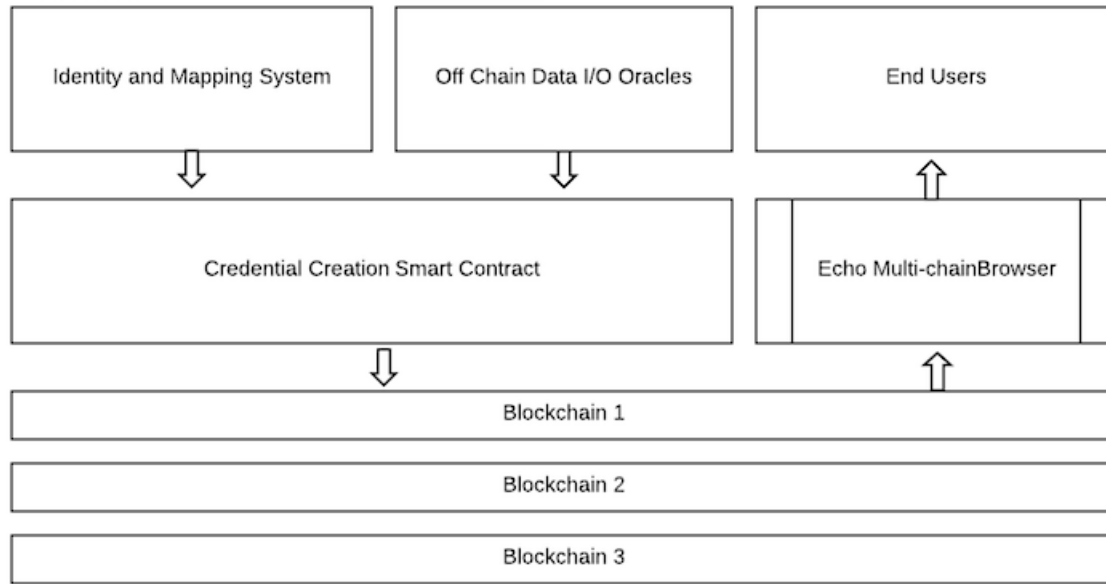 Identity and Mapping System
Off Chain Data I/O Oracles
End Users
Credential Creation Smart Contract
Echo Multi-chainBrowser
Blockchain 1
Blockchain 2
Blockchain 3